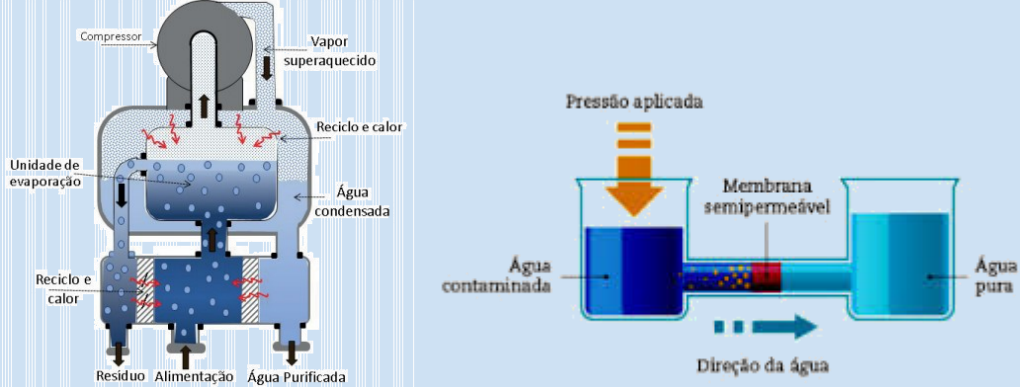 Compressor
Vapor
superaquecido
Reciclo e calor
Unidade de
evaporação
Água
condensada
Reciclo e
calor
Residuo
Alimentação
Água Purificada
Pressão aplicada
Membrana
semipermeável
Água
contaminada
Água
pura
Direção da água